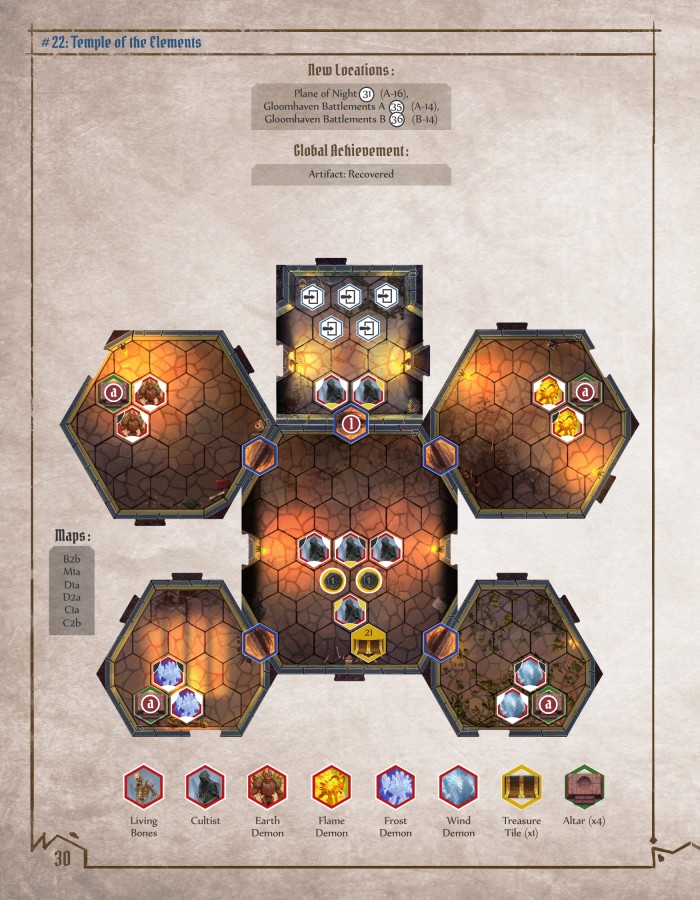 #22: Temple of the Elements
New Locations:
Plane of Night 31 (A-16),
Gloomhaven Battlements A 35 (A-14),
Gloomhaven Battlements B 36 (B-14)
Global Achievement:
Artifact: Recovered
a
a
1
Maps:
B2b
M1a
D1a
D2a
C1a
C2b
1
1
21
a
a
Living
Bones
Cultist
Earth
Demon
Flame
Demon
Frost
Demon
Wind
Demon
Treasure
Tile (x1)
Altar (x4)
30